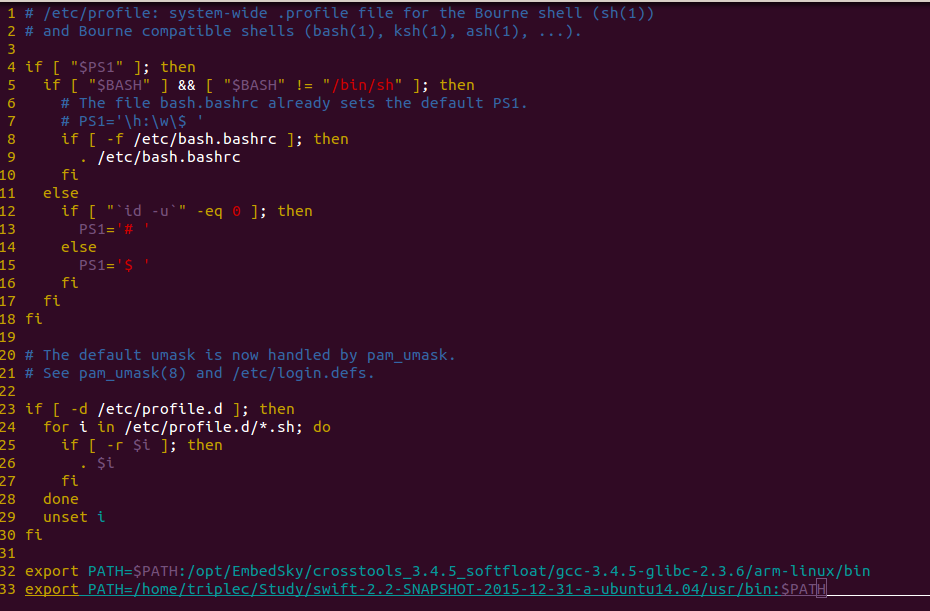 1 # /etc/profile: system-wide .profile file for the Bourne shell (sh(1))
2 # and Bourne compatible shells (bash(1), ksh(1), ash(1), ...).
3
4 if [ "$PS1" ]; then
5   if [ "$BASH" ] && [ "$BASH" != "/bin/sh" ]; then
6     # The file bash.bashrc already sets the default PS1.
7     # PS1='\h:\w\$ '
8     if [ -f /etc/bash.bashrc ]; then
9       . /etc/bash.bashrc
10     fi
11   else
12     if [ "`id -u`" -eq 0 ]; then
13       PS1='# '
14     else
15       PS1='$ '
16     fi
17   fi
18 fi
19
20 # The default umask is now handled by pam_umask.
21 # See pam_umask(8) and /etc/login.defs.
22
23 if [ -d /etc/profile.d ]; then
24   for i in /etc/profile.d/*.sh; do
25     if [ -r $i ]; then
26       . $i
27     fi
28   done
29   unset i
30 fi
31
32 export PATH=$PATH:/opt/EmbedSky/crosstools_3.4.5_softfloat/gcc-3.4.5-glibc-2.3.6/arm-linux/bin
33 export PATH=/home/triplec/Study/swift-2.2-SNAPSHOT-2015-12-31-a-ubuntu14.04/usr/bin:$PATH